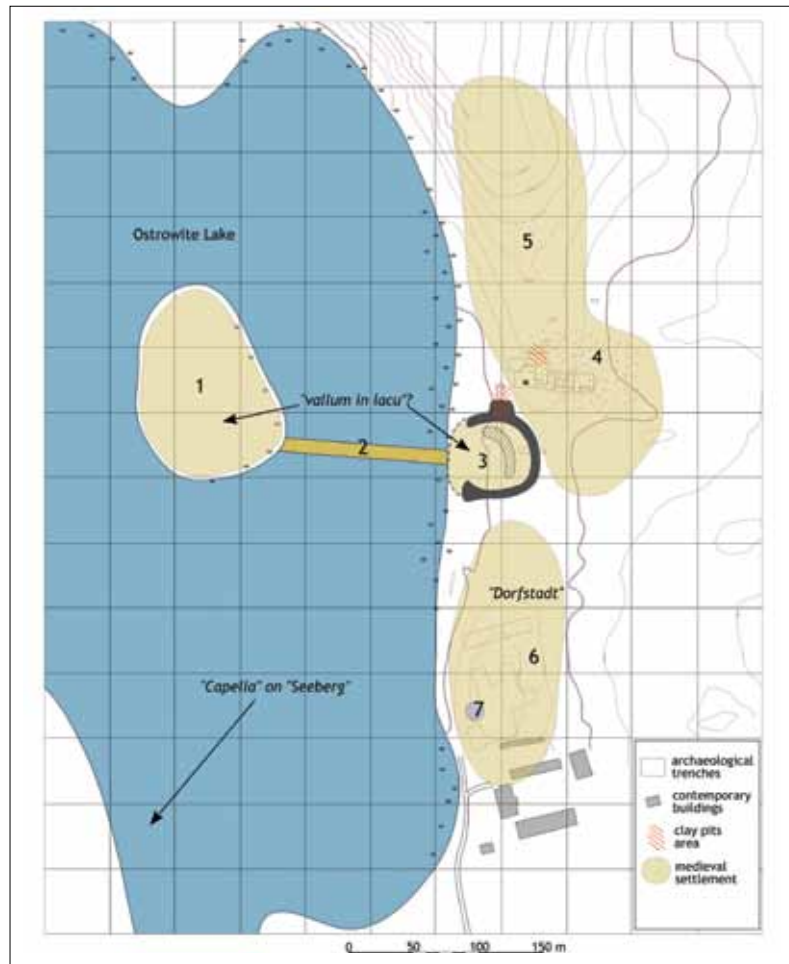 5
Ostrowite Lake
4
1
"vallum in lacu"?
2
3
"Dorfstadt"
6
"Capella" on "Seeberg"
7
archaeological
trenches
contemporary
buildings
clay pits
area
medieval
settlement
0 50 100 150 m